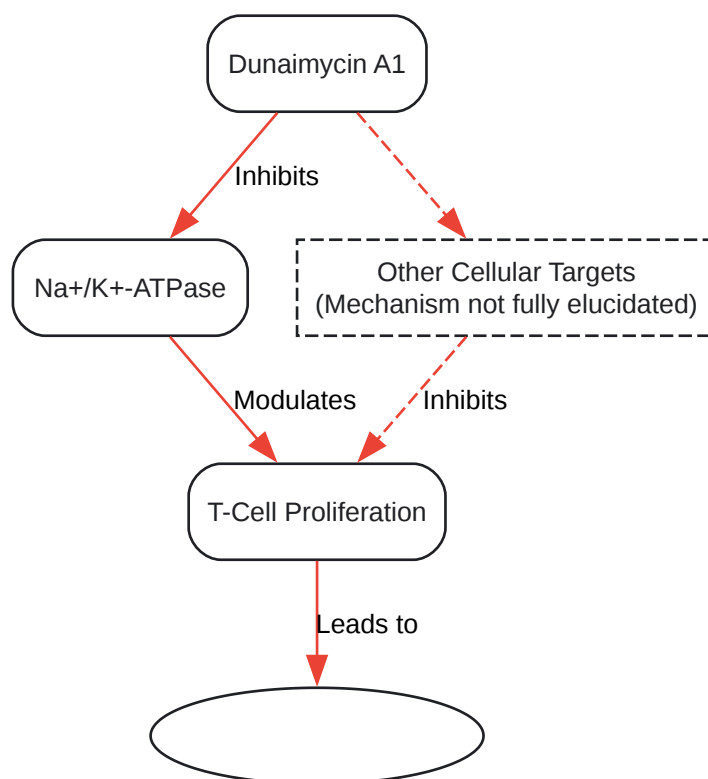 Dunaimycin A1
Inhibits
Na+/K+-ATPase
Other Cellular Targets
(Mechanism not fully elucidated)
Modulates
Inhibits
T-Cell Proliferation
Leads to